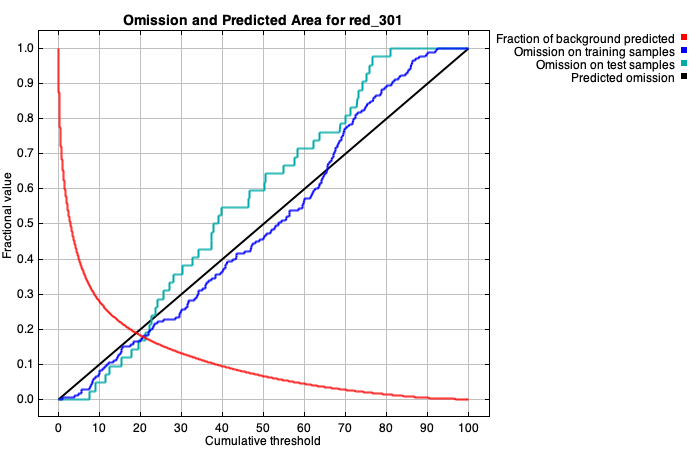 Omission and Predicted Area for red_301
Fraction of background predicted
Omission on training samples
Omission on test samples
Predicted omission
Fractional value
1.0
0.9
0.8
0.7
0.6
0.5
0.4
0.3
0.2
0.1
0.0
0 10 20 30 40 50 60 70 80 90 100
Cumulative threshold